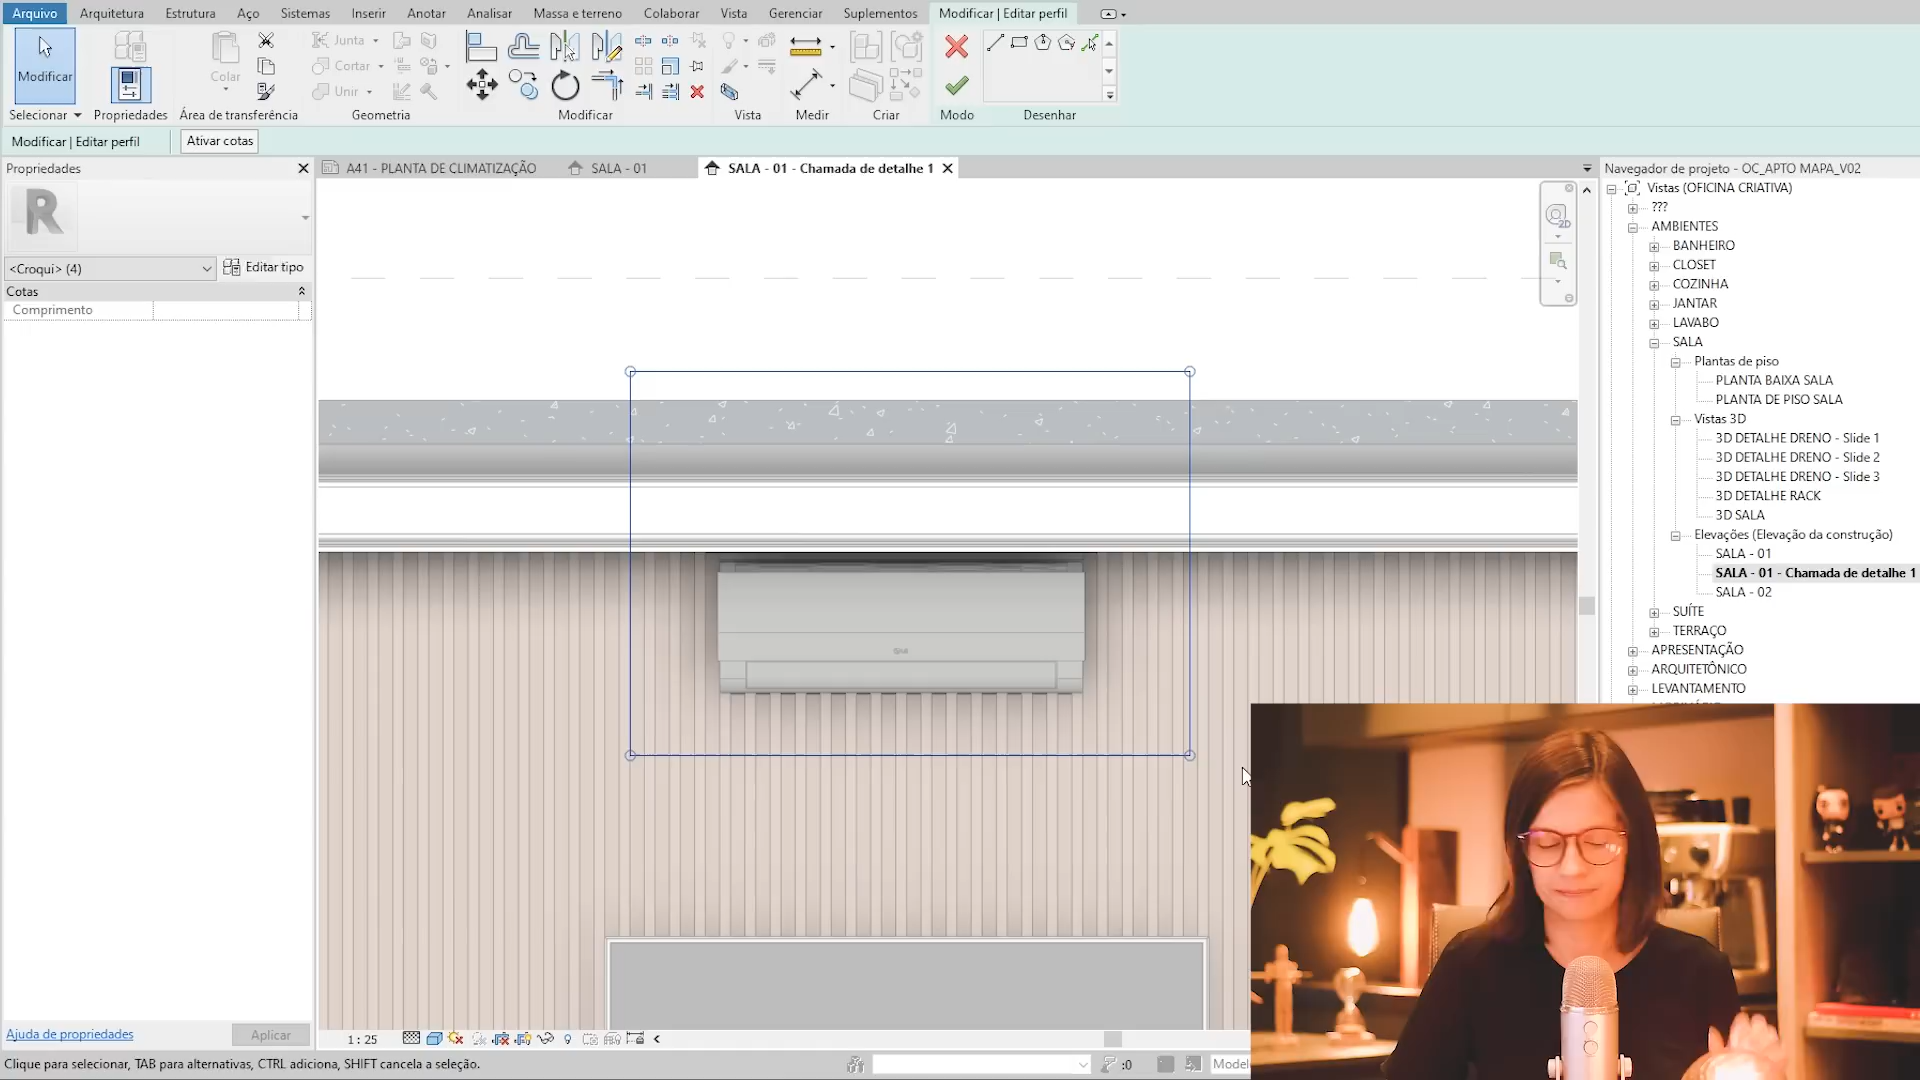 Arquivo Arquitetura Estrutura Aço Sistemas Inserir Anotar Analisar Massa e terreno Colaborar Vista Gerenciar Suplementos Modificar | Editar perfil
Junta
Cortar
Unir
Modificar
Colar
Selecionar Propriedades Área de transferência Geometria Modificar Vista Medir Criar Modo Desenhar
Modificar | Editar perfil Ativar cotas
Propriedades
A41 - PLANTA DE CLIMATIZAÇÃO SALA - 01 SALA - 01 - Chamada de detalhe 1
R
<Croqui> (4) Editar tipo
Cotas
Comprimento
Ajuda de propriedades Aplicar
2D
1 : 25
Clique para selecionar, TAB para alternativas, CTRL adiciona, SHIFT cancela a seleção.
:0
Navegador de projeto - OC_APTO MAPA_V02
Vistas (OFICINA CRIATIVA)
???
AMBIENTES
BANHEIRO
CLOSET
COZINHA
JANTAR
LAVABO
SALA
Plantas de piso
PLANTA BAIXA SALA
PLANTA DE PISO SALA
Vistas 3D
3D DETALHE DRENO - Slide 1
3D DETALHE DRENO - Slide 2
3D DETALHE DRENO - Slide 3
3D DETALHE RACK
3D SALA
Elevações (Elevação da construção)
SALA - 01
SALA - 01 - Chamada de detalhe 1
SALA - 02
SUÍTE
TERRAÇO
APRESENTAÇÃO
ARQUITETÔNICO
LEVANTAMENTO